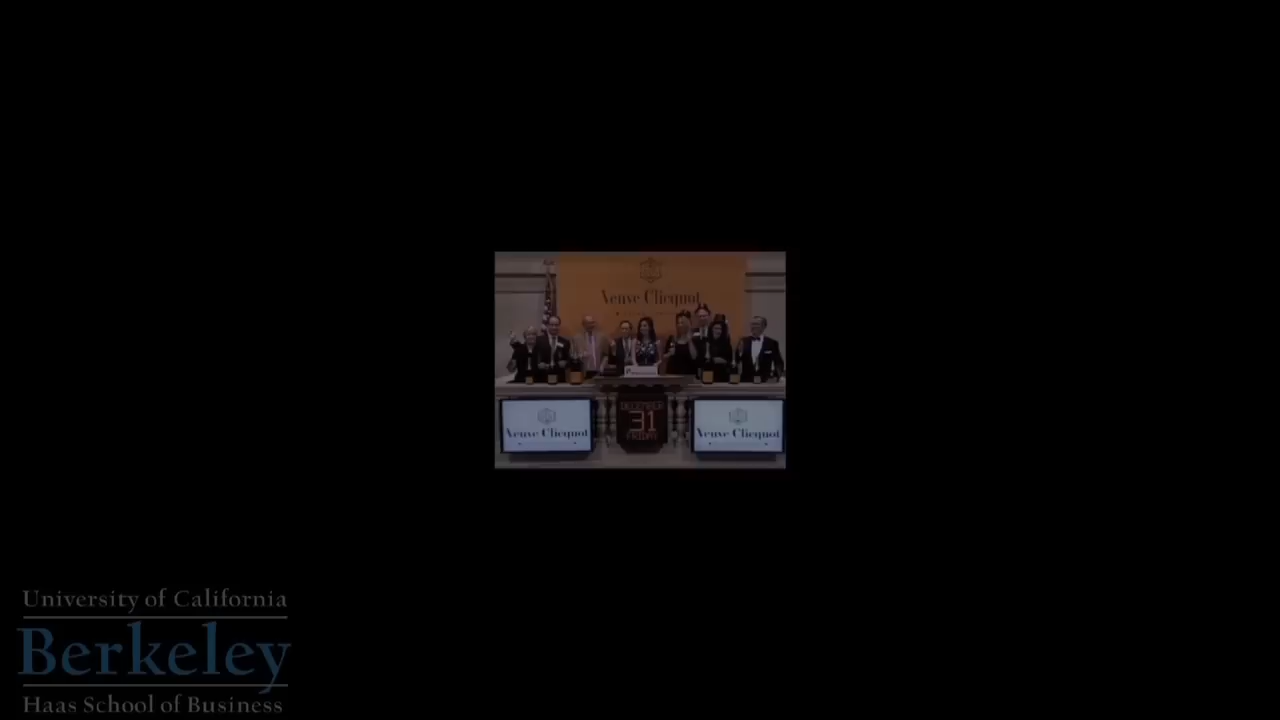 Veuve Clicquot
Veuve Clicquot
DECEMBER
31
FRIDAY
Veuve Clicquot
University of California
Berkeley
Haas School of Business